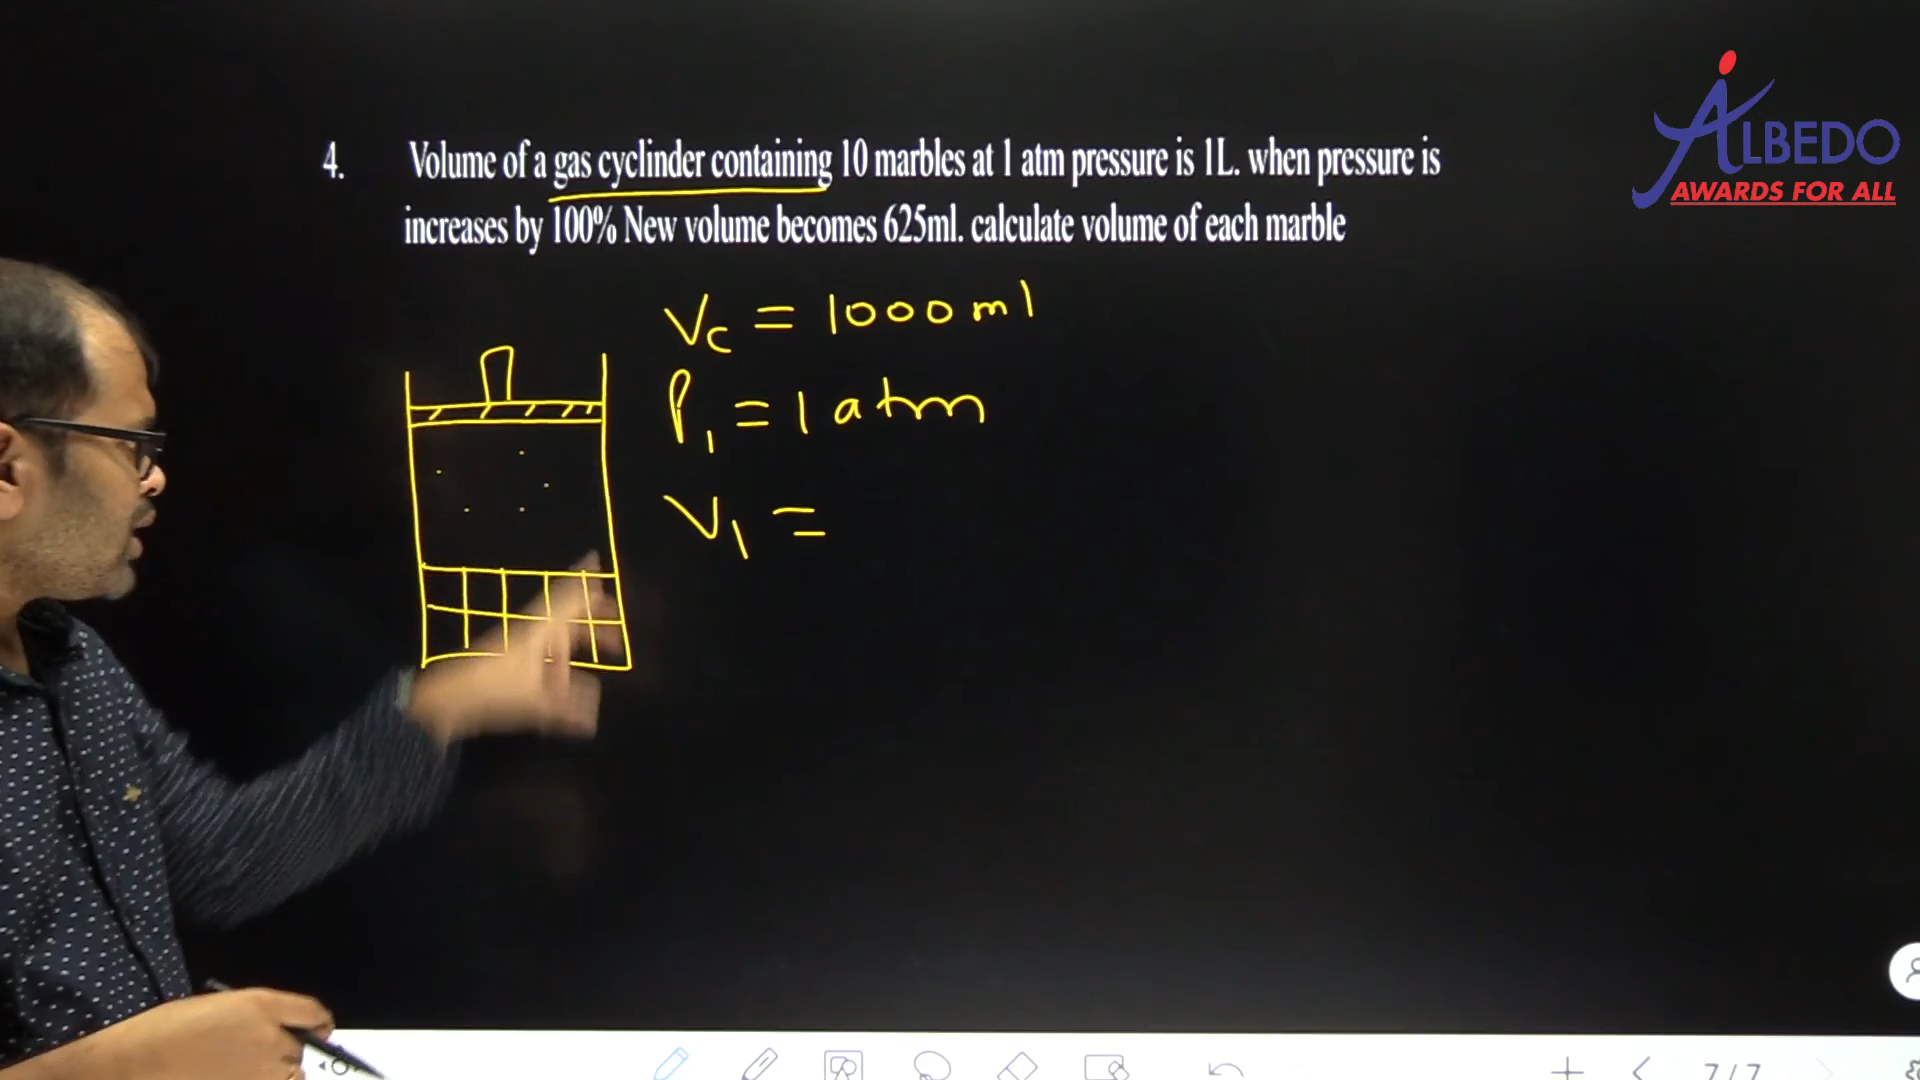 ALBEDO
AWARDS FOR ALL
4. Volume of a gas cyclinder containing 10 marbles at 1 atm pressure is 1L. when pressure is
increases by 100% New volume becomes 625ml. calculate volume of each marble
Vc = 1000 ml
P1 = 1 atm
V1 =
7/7